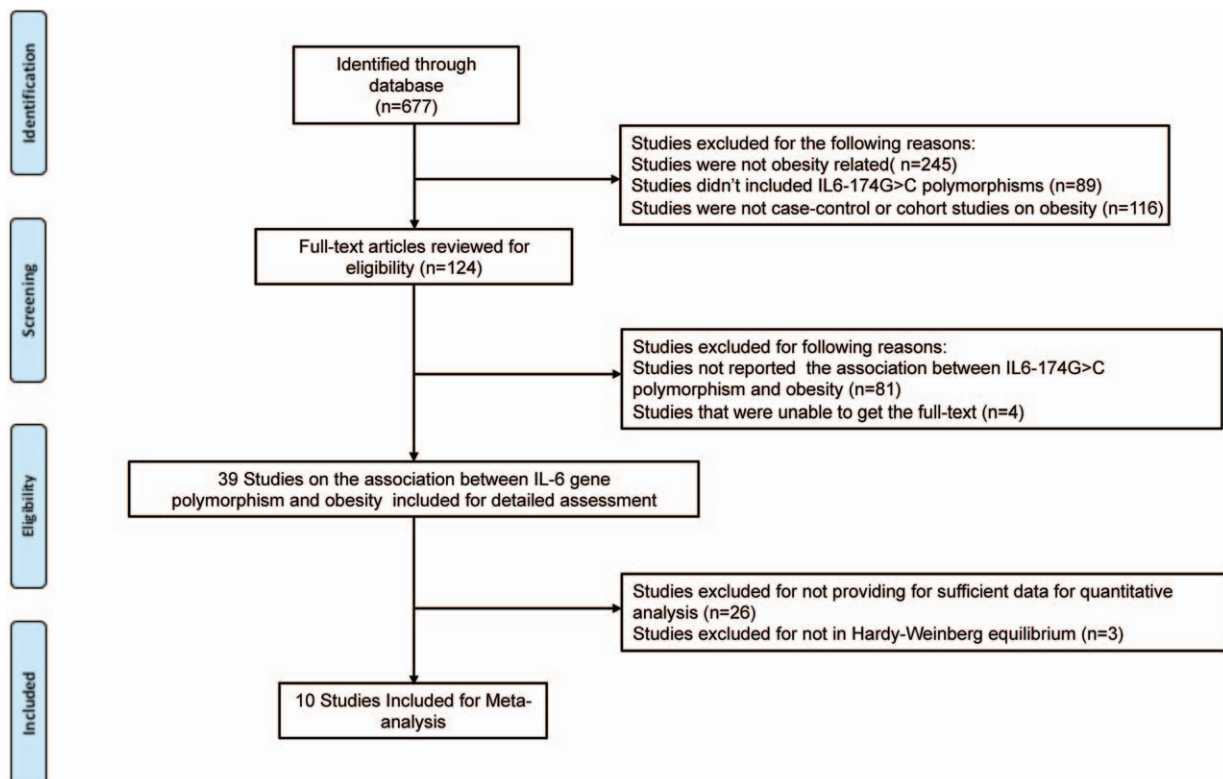 Identification
Identified through
database
(n=677)
Studies excluded for the following reasons:
Studies were not obesity related( n=245)
Studies didn't included IL6-174G>C polymorphisms (n=89)
Studies were not case-control or cohort studies on obesity (n=116)
Screening
Full-text articles reviewed for
eligibility (n=124)
Studies excluded for following reasons:
Studies not reported the association between IL6-174G>C
polymorphism and obesity (n=81)
Studies that were unable to get the full-text (n=4)
Eligibility
39 Studies on the association between IL-6 gene
polymorphism and obesity included for detailed assessment
Studies excluded for not providing for sufficient data for quantitative
analysis (n=26)
Studies excluded for not in Hardy-Weinberg equilibrium (n=3)
Included
10 Studies Included for Meta-
analysis